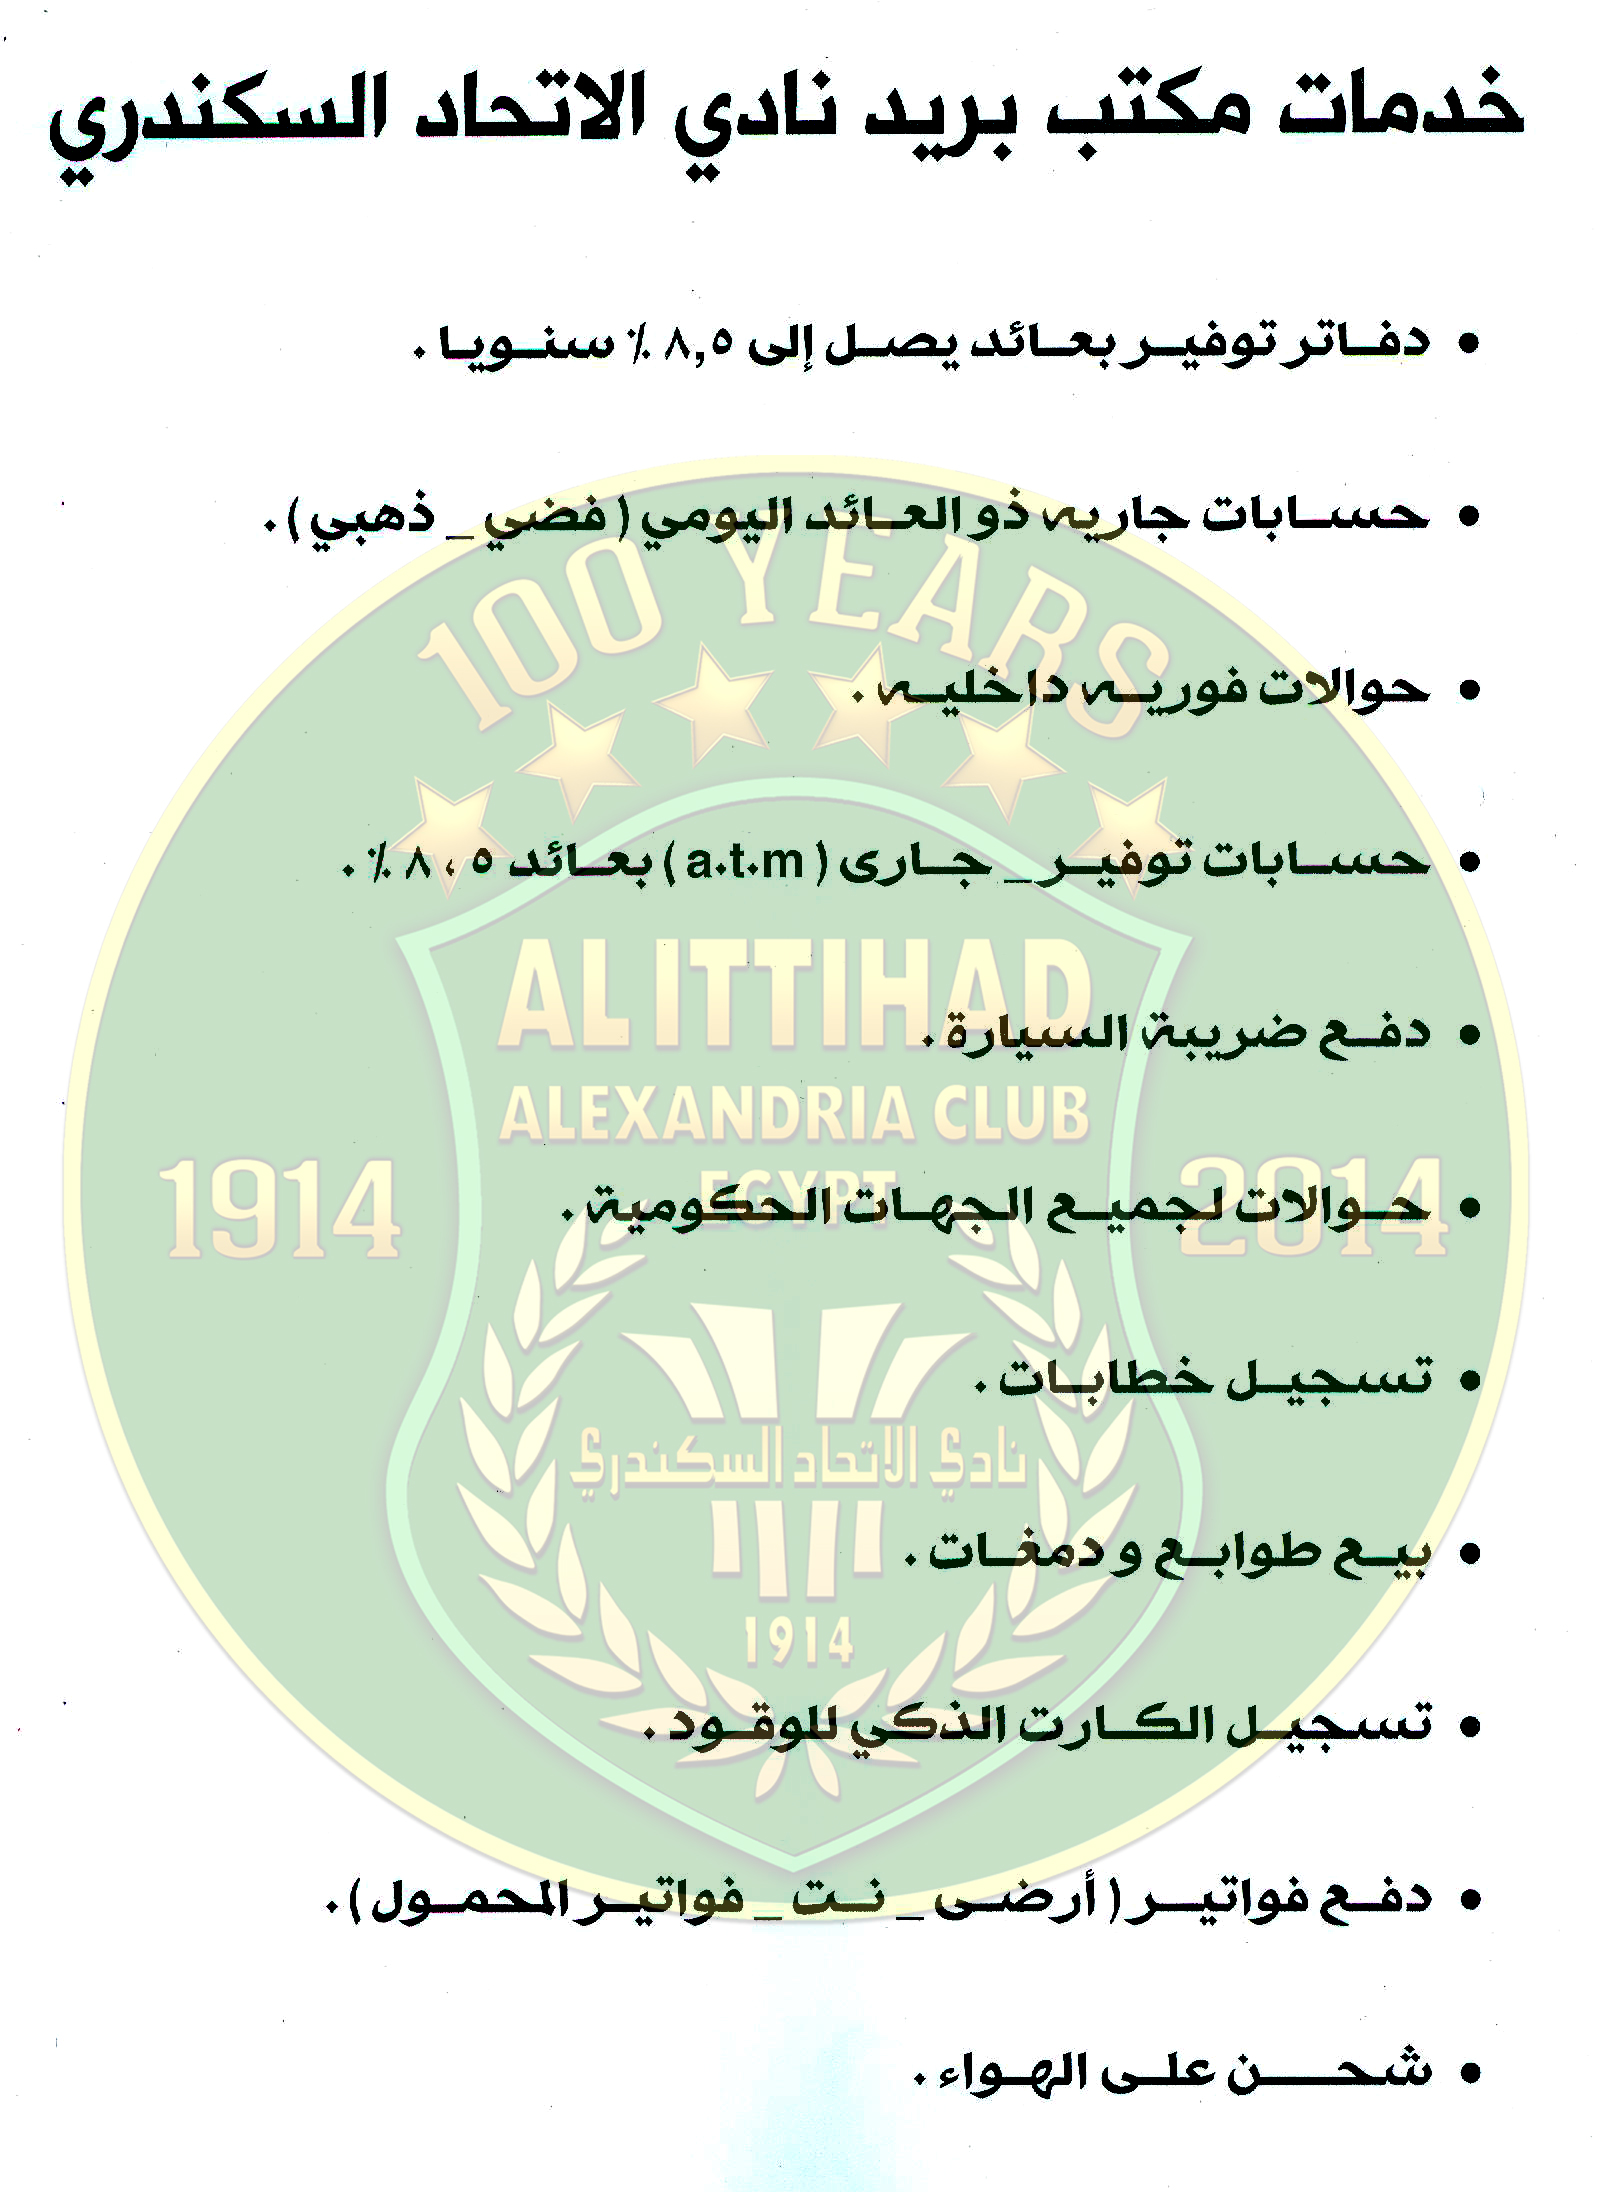 خدمات مكتب بريد نادي الاتحاد السكندري
• دفاتر توفير بعائد يصل إلى ٨,٥ ٪ سنويا .
• حسابات جاريه ذو العائد اليومي ( فضي _ ذهبي ) .
100 YEARS
• حوالات فوريه داخليه .
• حسابات توفير _ جارى ( a.t.m ) بعائد ٨،٥ ٪ .
AL ITTIHAD
• دفع ضريبة السيارة .
ALEXANDRIA CLUB
EGYPT
1914 2014
• حوالات لجميع الجهات الحكومية .
• تسجيل خطابات .
نادي الاتحاد السكندري
• بيع طوابع و دمغات .
1914
• تسجيل الكارت الذكي للوقود .
• دفع فواتير ( أرضى _ نت _ فواتير المحمول ) .
• شحن على الهواء .